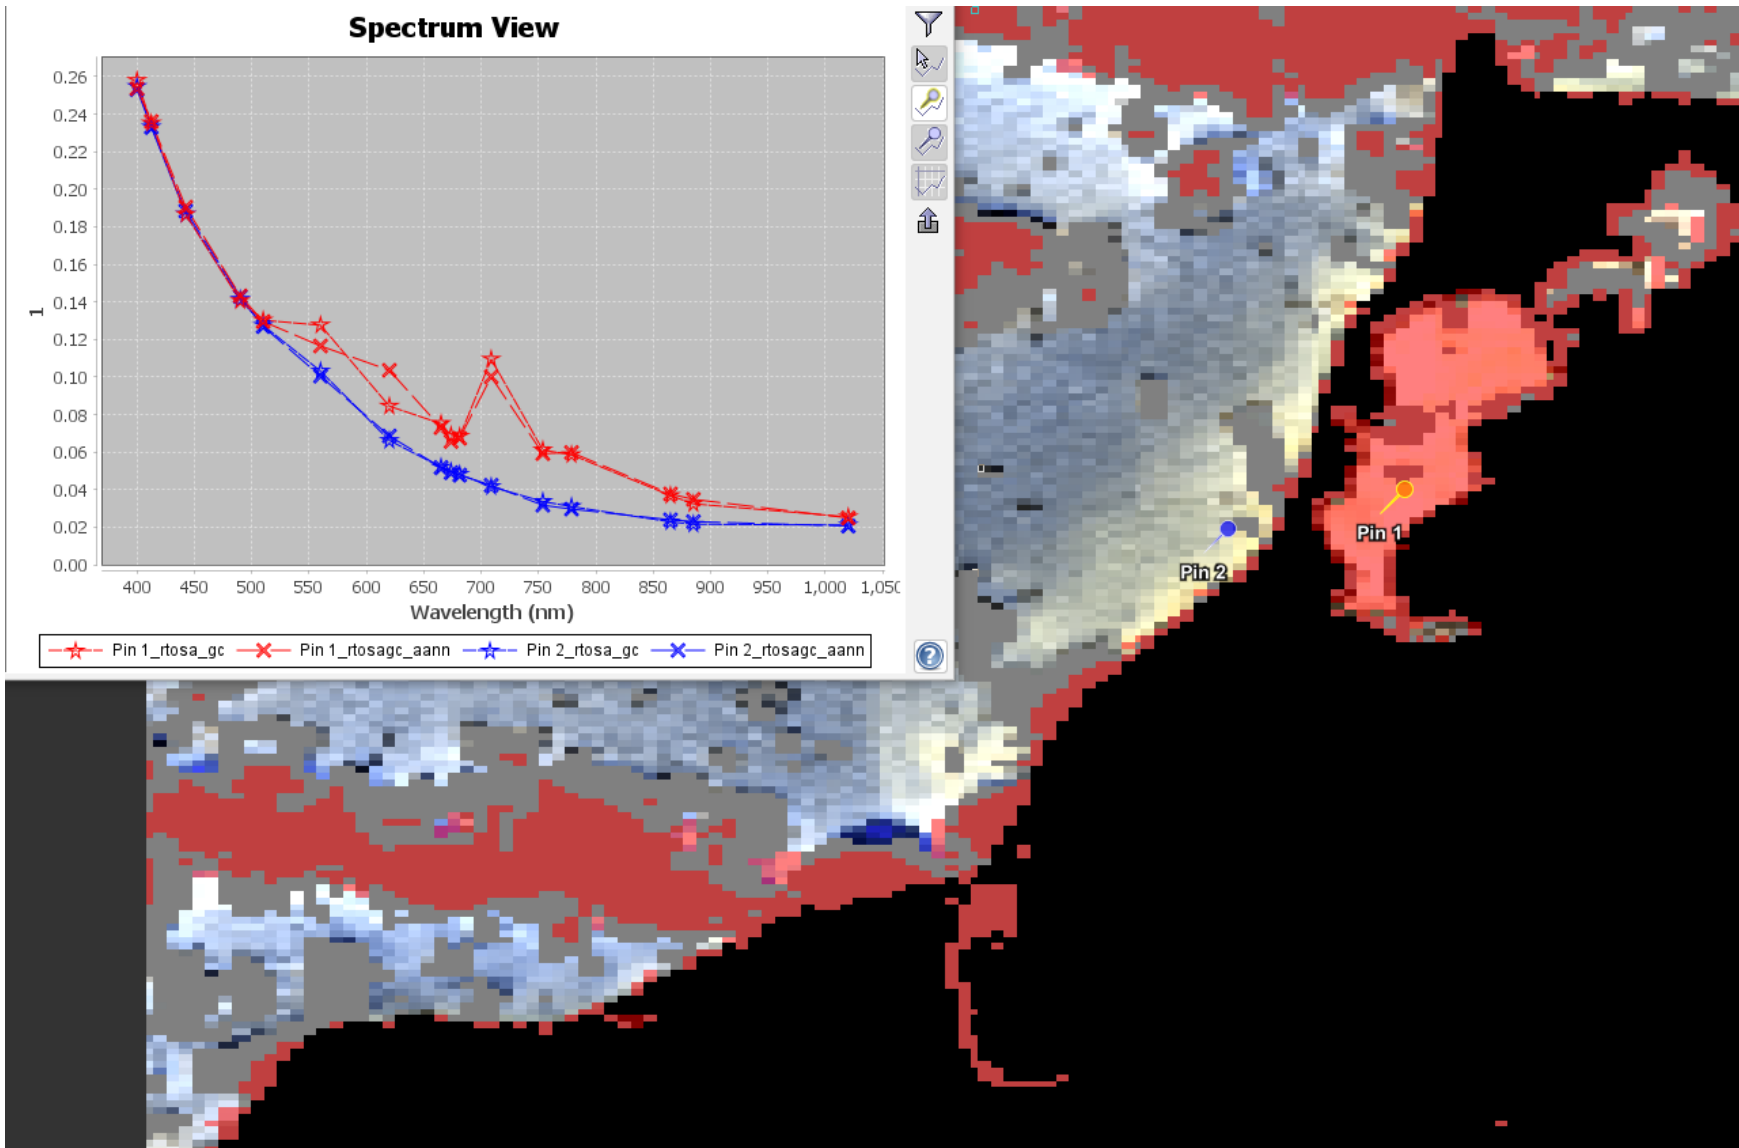 Spectrum View
0.26
0.24
0.22
0.20
0.18
0.16
0.14
0.12
0.10
0.08
0.06
0.04
0.02
0.00
1
400 450 500 550 600 650 700 750 800 850 900 950 1,000 1,050
Wavelength (nm)
Pin 1_rtosa_gc Pin 1_rtosagc_aann Pin 2_rtosa_gc Pin 2_rtosagc_aann
?
Pin 1
Pin 2